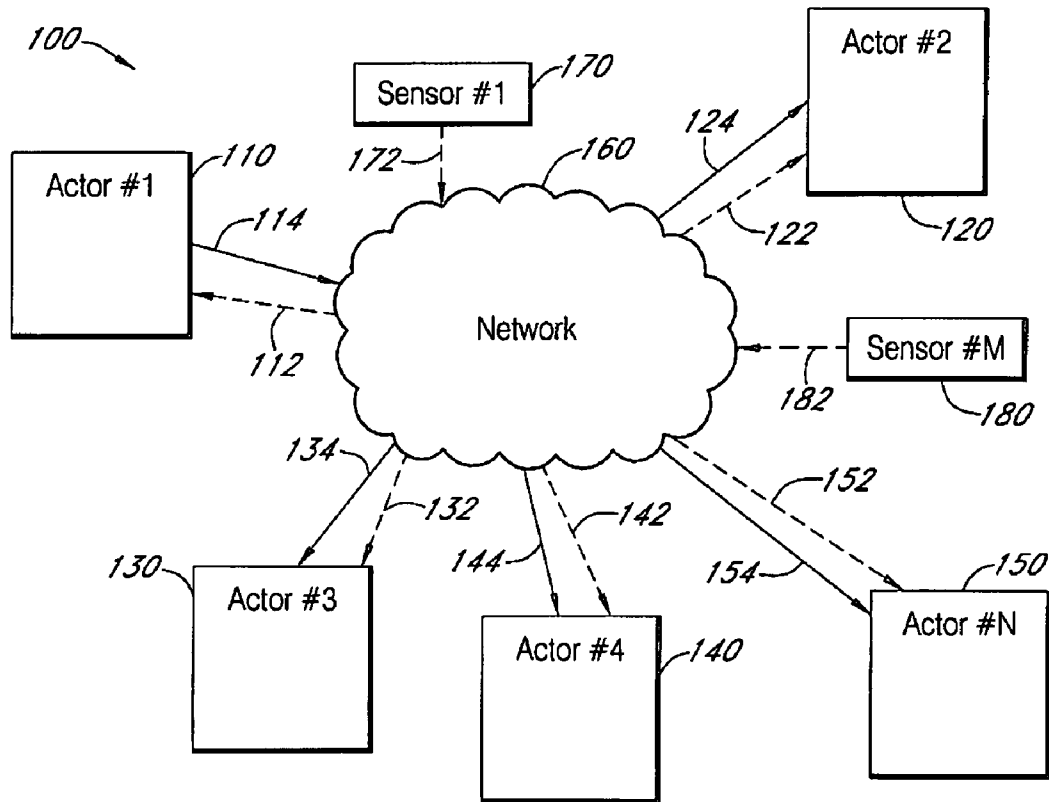 100
Actor #1
110
114
112
Sensor #1
170
172
160
Network
Actor #2
124
122
120
Sensor #M
182
180
134
132
130
Actor #3
144
142
Actor #4
140
152
154
150
Actor #N